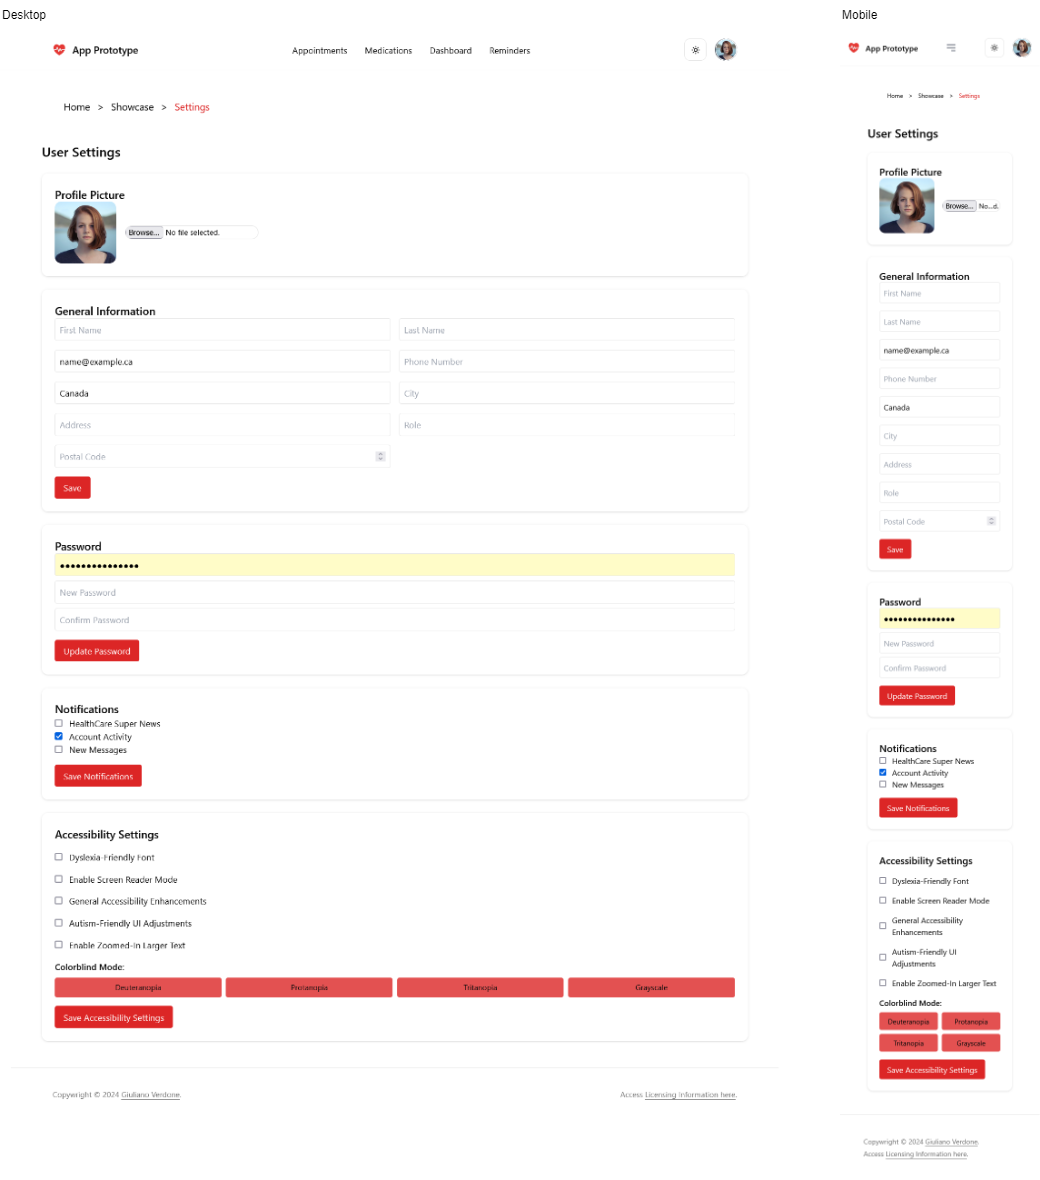 Desktop
App Prototype
Appointments Medications Dashboard Reminders
Home > Showcase > Settings
User Settings
Profile Picture
Browse... No file selected.
General Information
First Name Last Name
name@example.ca Phone Number
Canada City
Address Role
Postal Code
Save
Password
•••••••••••••••
New Password
Confirm Password
Update Password
Notifications
HealthCare Super News
Account Activity
New Messages
Save Notifications
Accessibility Settings
Dyslexia-Friendly Font
Enable Screen Reader Mode
General Accessibility Enhancements
Autism-Friendly UI Adjustments
Enable Zoomed-In Larger Text
Colorblind Mode:
Deuteranopia Protanopia Tritanopia Grayscale
Save Accessibility Settings
Copyright © 2024 Giuliano Verdone. Access Licensing Information here.
Mobile
App Prototype
Home > Showcase > Settings
User Settings
Profile Picture
Browse... No...d.
General Information
First Name
Last Name
name@example.ca
Phone Number
Canada
City
Address
Role
Postal Code
Save
Password
•••••••••••••••
New Password
Confirm Password
Update Password
Notifications
HealthCare Super News
Account Activity
New Messages
Save Notifications
Accessibility Settings
Dyslexia-Friendly Font
Enable Screen Reader Mode
General Accessibility
Enhancements
Autism-Friendly UI
Adjustments
Enable Zoomed-In Larger Text
Colorblind Mode:
Deuteranopia Protanopia
Tritanopia Grayscale
Save Accessibility Settings
Copyright © 2024 Giuliano Verdone.
Access Licensing Information here.